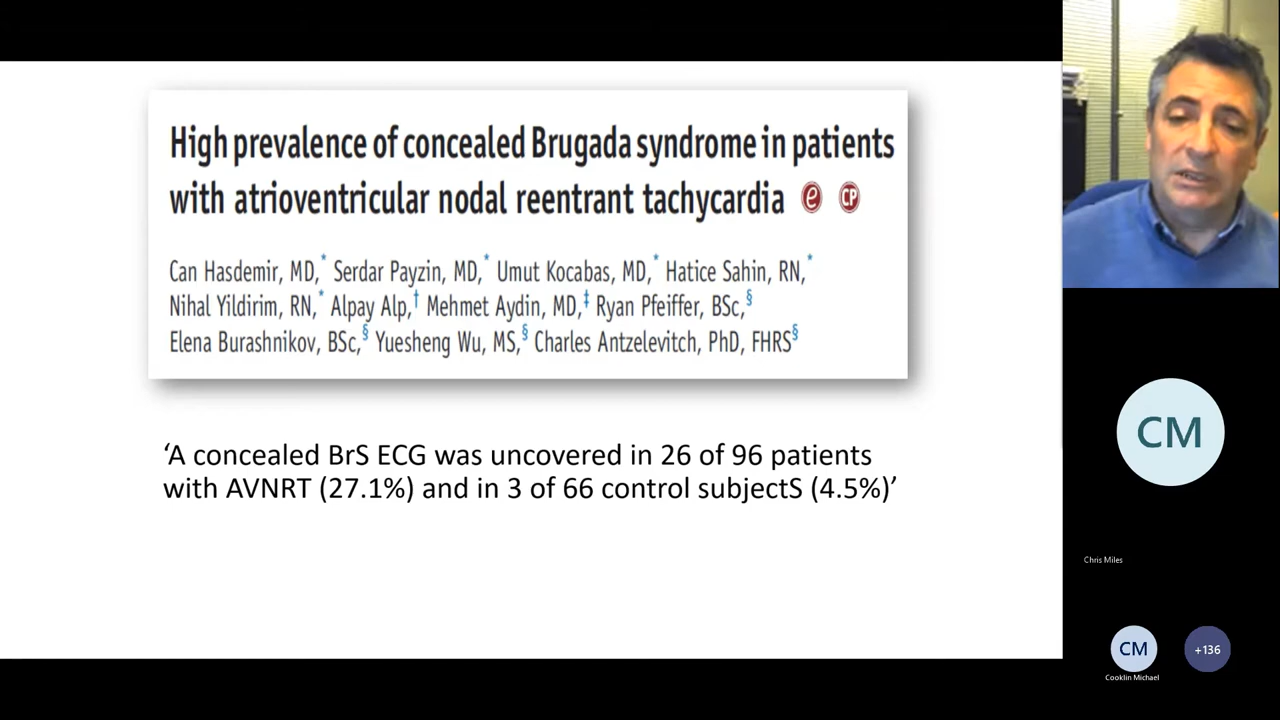 High prevalence of concealed Brugada syndrome in patients
with atrioventricular nodal reentrant tachycardia e CP
Can Hasdemir, MD,* Serdar Payzin, MD,* Umut Kocabas, MD,* Hatice Sahin, RN,*
Nihal Yildirim, RN,* Alpay Alp,† Mehmet Aydin, MD,‡ Ryan Pfeiffer, BSc,§
Elena Burashnikov, BSc,§ Yuesheng Wu, MS,§ Charles Antzelevitch, PhD, FHRS§
‘A concealed BrS ECG was uncovered in 26 of 96 patients
with AVNRT (27.1%) and in 3 of 66 control subjectS (4.5%)’
CM
Chris Miles
CM
+136
Cooklin Michael